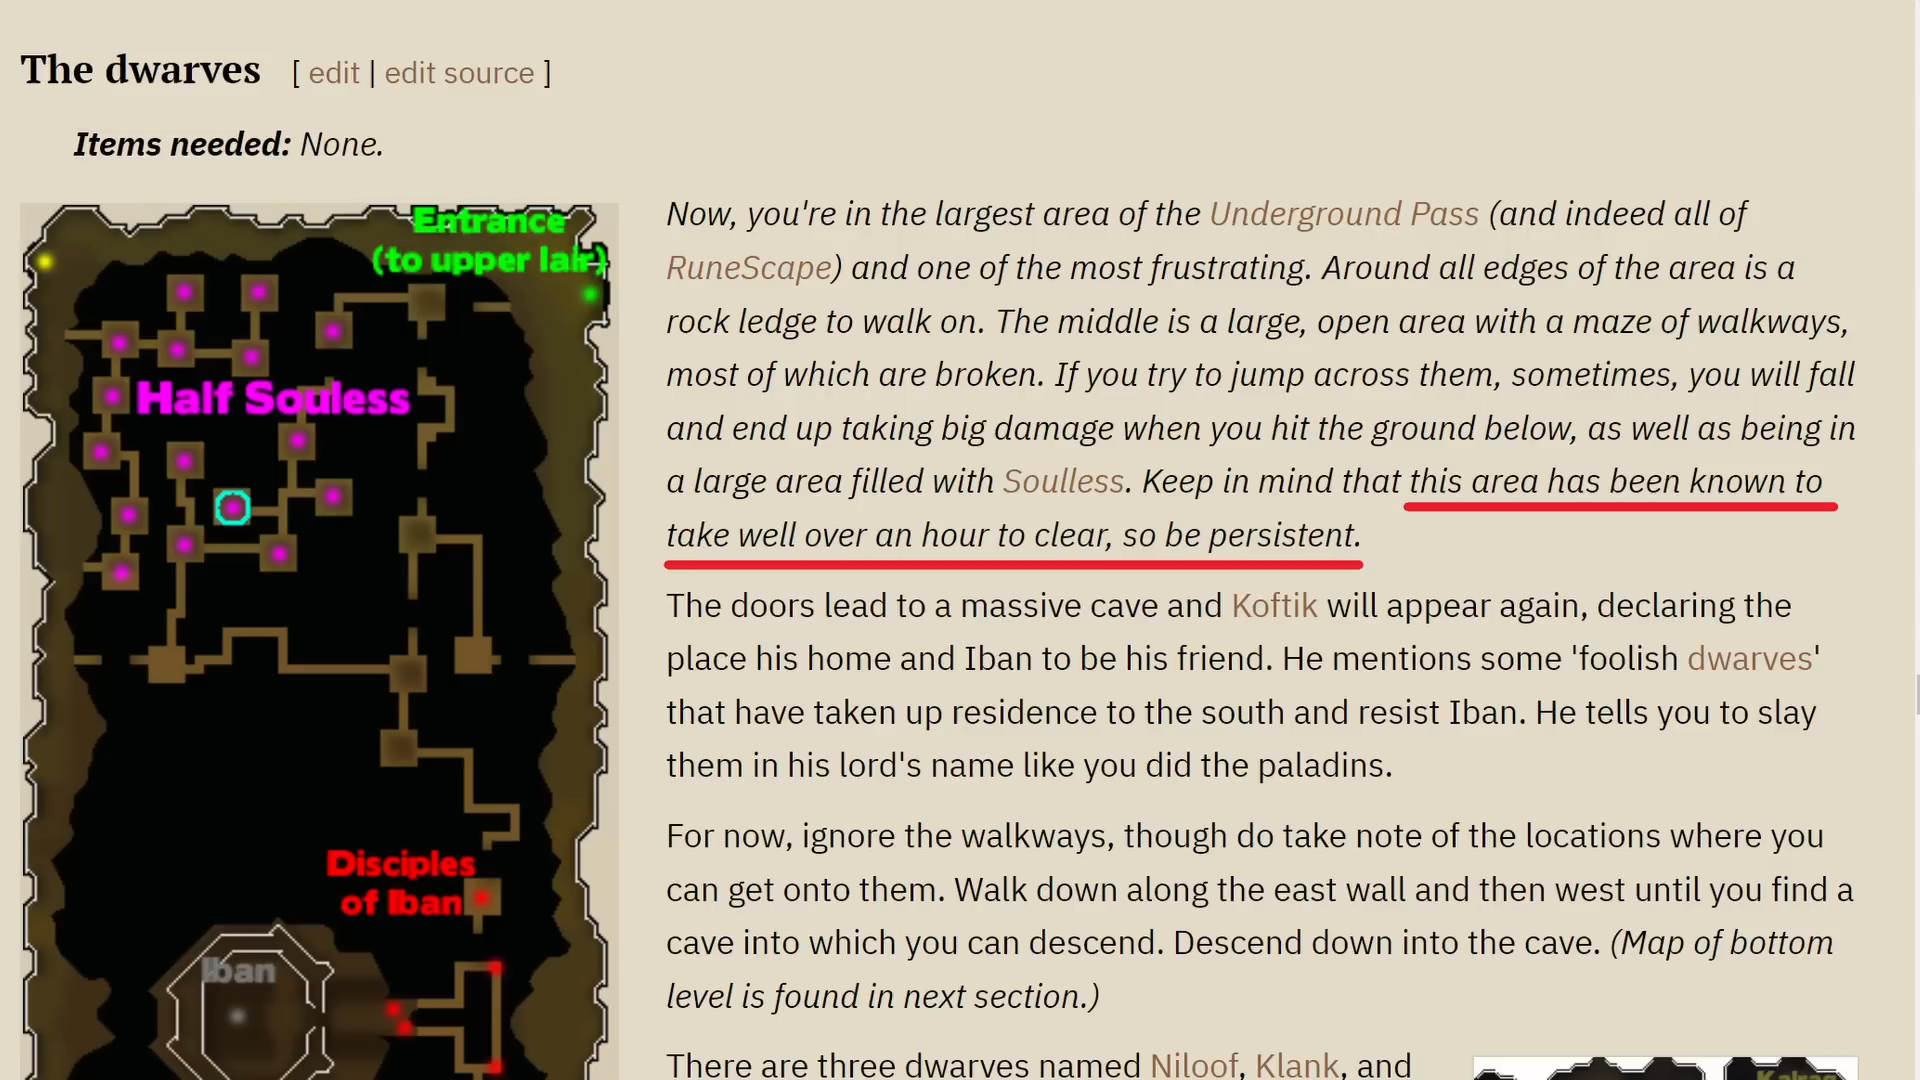 The dwarves [ edit | edit source ]
Items needed: None.
Entrance
(to upper lair)
Half Souless
Disciples
of Iban
Iban
Now, you're in the largest area of the Underground Pass (and indeed all of
RuneScape) and one of the most frustrating. Around all edges of the area is a
rock ledge to walk on. The middle is a large, open area with a maze of walkways,
most of which are broken. If you try to jump across them, sometimes, you will fall
and end up taking big damage when you hit the ground below, as well as being in
a large area filled with Soulless. Keep in mind that this area has been known to
take well over an hour to clear, so be persistent.
The doors lead to a massive cave and Koftik will appear again, declaring the
place his home and Iban to be his friend. He mentions some 'foolish dwarves'
that have taken up residence to the south and resist Iban. He tells you to slay
them in his lord's name like you did the paladins.
For now, ignore the walkways, though do take note of the locations where you
can get onto them. Walk down along the east wall and then west until you find a
cave into which you can descend. Descend down into the cave. (Map of bottom
level is found in next section.)
There are three dwarves named Niloof, Klank, and